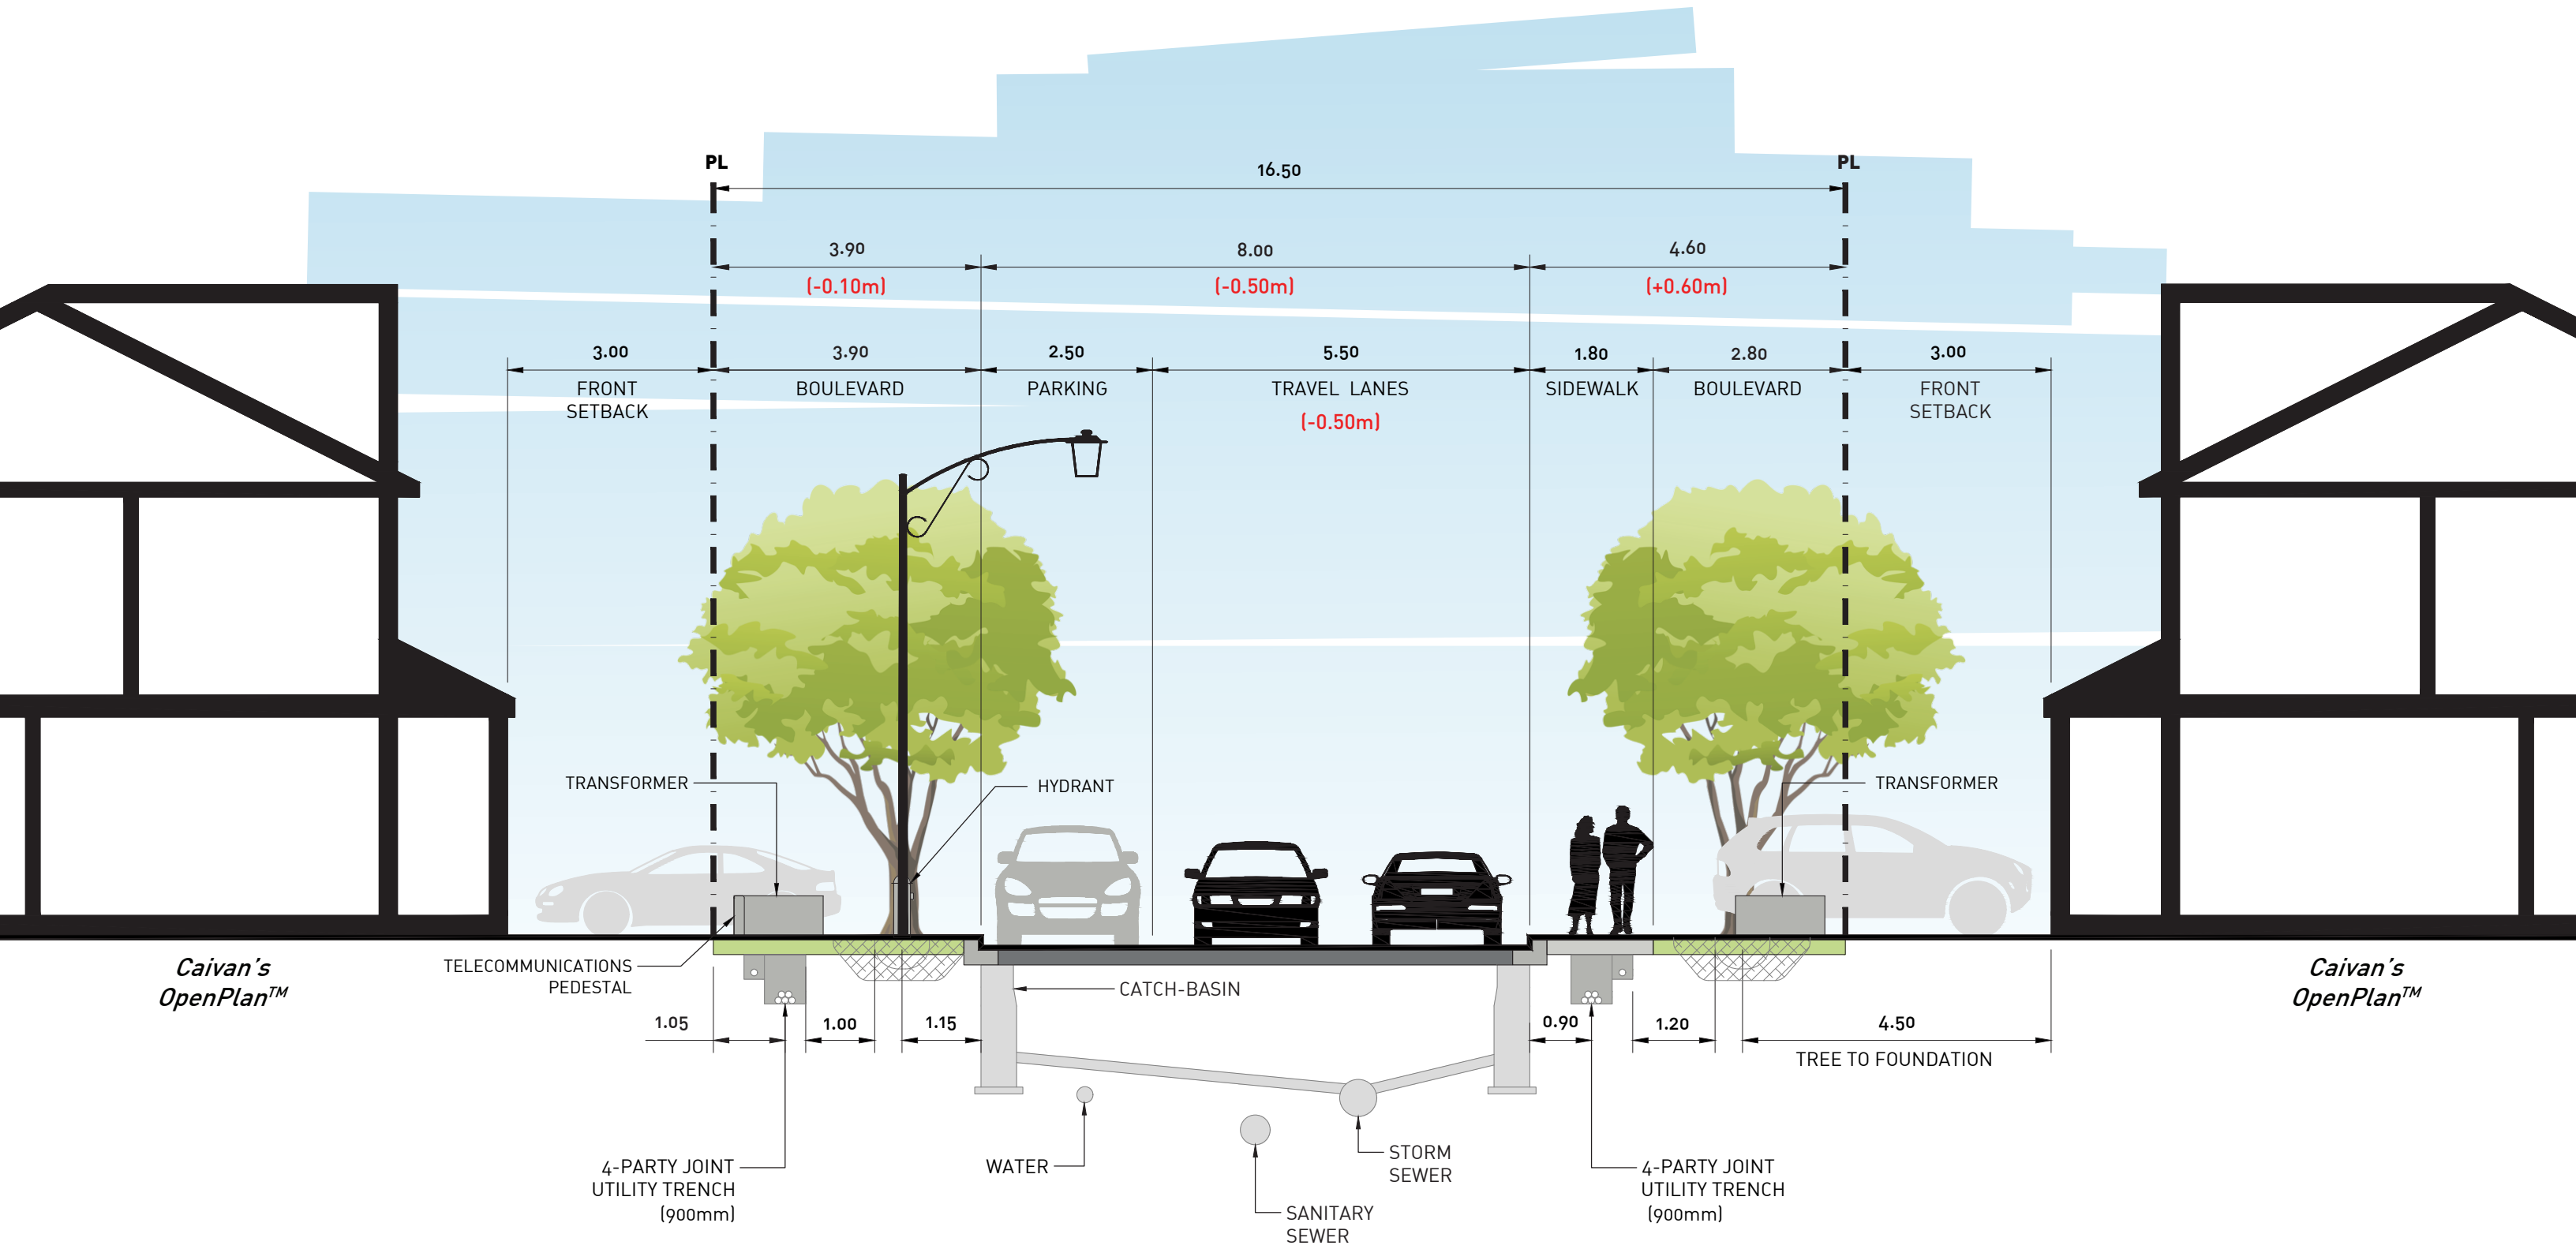 PL
PL
16.50
3.90
8.00
4.60
(-0.10m)
(-0.50m)
(+0.60m)
3.00
3.90
2.50
5.50
1.80
2.80
3.00
FRONT
SETBACK
BOULEVARD
PARKING
TRAVEL LANES
SIDEWALK
BOULEVARD
FRONT
SETBACK
(-0.50m)
TRANSFORMER
HYDRANT
TRANSFORMER
Caivan's
OpenPlan™
TELECOMMUNICATIONS
PEDESTAL
CATCH-BASIN
Caivan's
OpenPlan™
1.05
1.00
1.15
0.90
1.20
4.50
TREE TO FOUNDATION
4-PARTY JOINT
UTILITY TRENCH
(900mm)
WATER
SANITARY
SEWER
STORM
SEWER
4-PARTY JOINT
UTILITY TRENCH
(900mm)